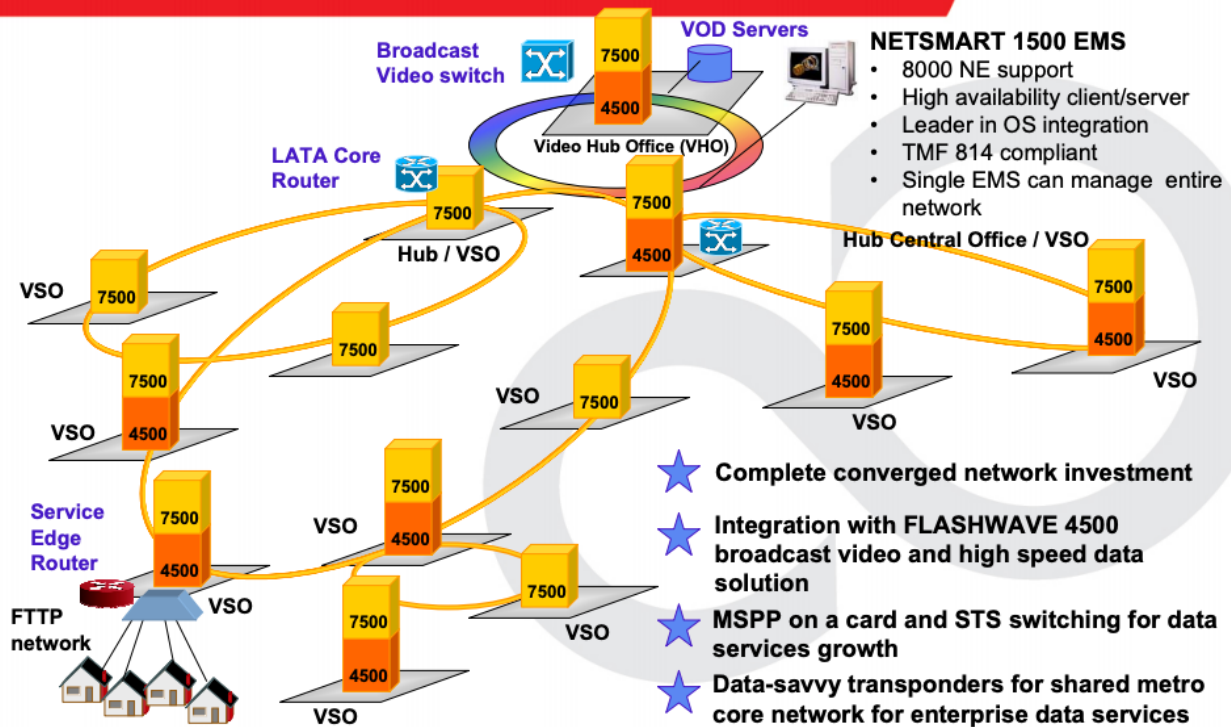 VOD Servers
Broadcast
Video switch
7500
4500
Video Hub Office (VHO)
NETSMART 1500 EMS
• 8000 NE support
• High availability client/server
• Leader in OS integration
• TMF 814 compliant
• Single EMS can manage entire
network
LATA Core
Router
7500
Hub / VSO
7500
4500
Hub Central Office / VSO
7500
4500
VSO
VSO
7500
7500
7500
4500
VSO
7500
4500
VSO
VSO
7500
Service
Edge
Router
7500
4500
VSO
FTTP
network
7500
4500
VSO
7500
VSO
7500
4500
VSO
Complete converged network investment
Integration with FLASHWAVE 4500
broadcast video and high speed data
solution
MSPP on a card and STS switching for data
services growth
Data-savvy transponders for shared metro
core network for enterprise data services